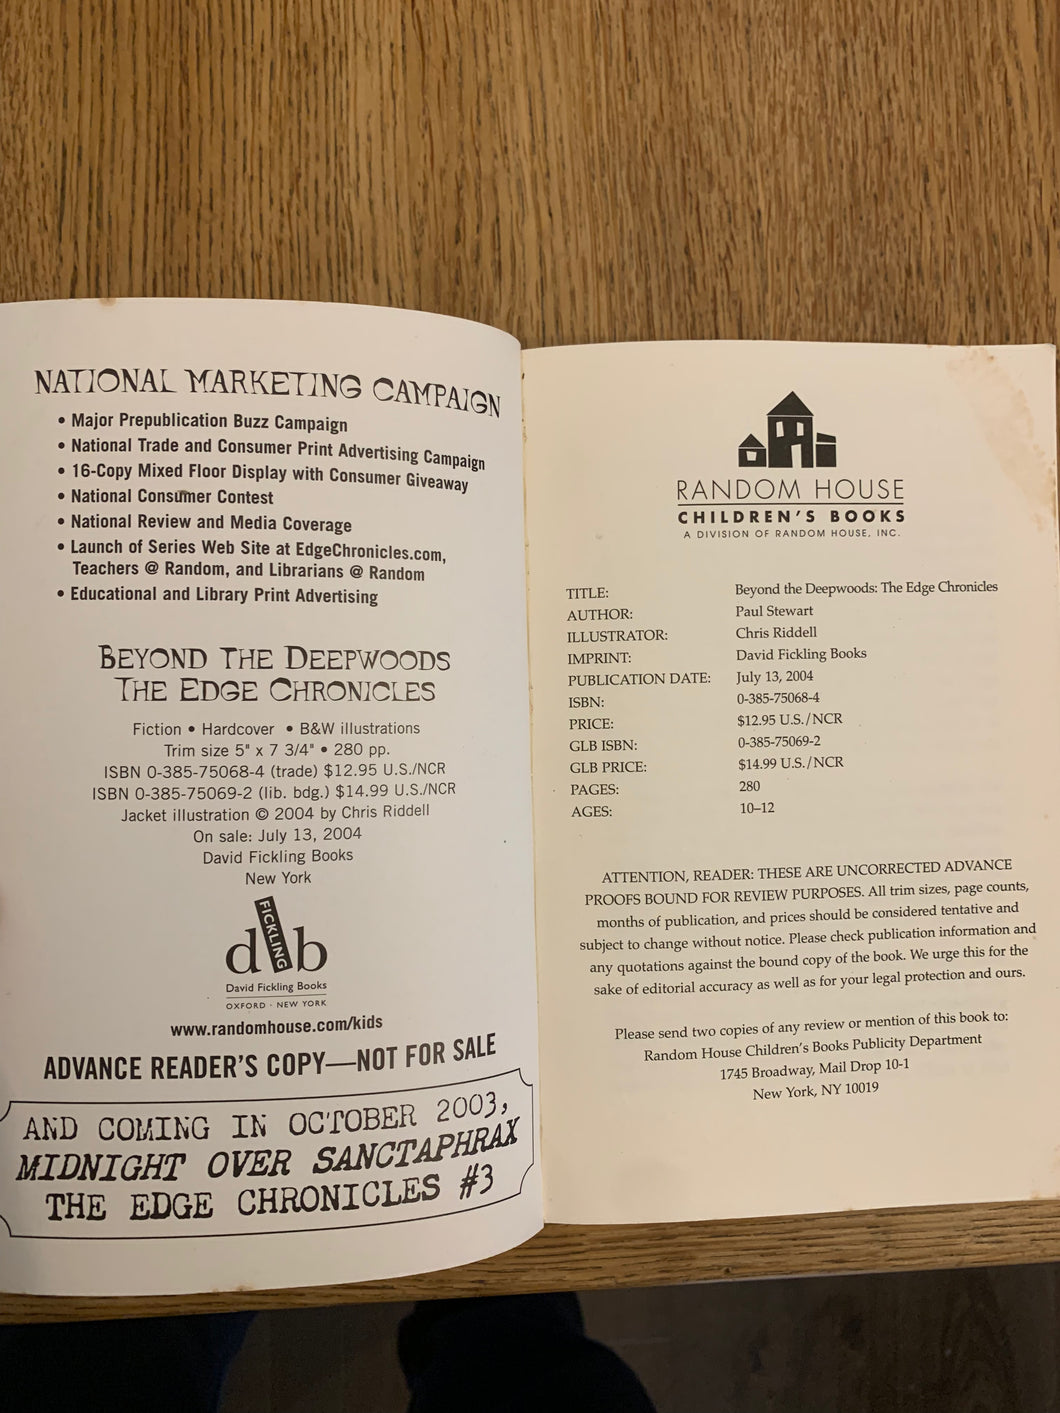 NATIONAL MARKETING CAMPAIGN
• Major Prepublication Buzz Campaign
• National Trade and Consumer Print Advertising Campaign
• 16-Copy Mixed Floor Display with Consumer Giveaway
• National Consumer Contest
• National Review and Media Coverage
• Launch of Series Web Site at EdgeChronicles.com,
Teachers @ Random, and Librarians @ Random
• Educational and Library Print Advertising
BEYOND THE DEEPWOODS
THE EDGE CHRONICLES
Fiction • Hardcover • B&W illustrations
Trim size 5" x 7 3/4" • 280 pp.
ISBN 0-385-75068-4 (trade) $12.95 U.S./NCR
ISBN 0-385-75069-2 (lib. bdg.) $14.99 U.S./NCR
Jacket illustration © 2004 by Chris Riddell
On sale: July 13, 2004
David Fickling Books
New York
d FICKLING b
David Fickling Books
OXFORD · NEW YORK
www.randomhouse.com/kids
ADVANCE READER'S COPY—NOT FOR SALE
AND COMING IN OCTOBER 2003,
MIDNIGHT OVER SANCTAPHRAX
THE EDGE CHRONICLES #3
RANDOM HOUSE
CHILDREN'S BOOKS
A DIVISION OF RANDOM HOUSE, INC.
TITLE: Beyond the Deepwoods: The Edge Chronicles
AUTHOR: Paul Stewart
ILLUSTRATOR: Chris Riddell
IMPRINT: David Fickling Books
PUBLICATION DATE: July 13, 2004
ISBN: 0-385-75068-4
PRICE: $12.95 U.S./NCR
GLB ISBN: 0-385-75069-2
GLB PRICE: $14.99 U.S./NCR
PAGES: 280
AGES: 10–12
ATTENTION, READER: THESE ARE UNCORRECTED ADVANCE
PROOFS BOUND FOR REVIEW PURPOSES. All trim sizes, page counts,
months of publication, and prices should be considered tentative and
subject to change without notice. Please check publication information and
any quotations against the bound copy of the book. We urge this for the
sake of editorial accuracy as well as for your legal protection and ours.
Please send two copies of any review or mention of this book to:
Random House Children's Books Publicity Department
1745 Broadway, Mail Drop 10-1
New York, NY 10019